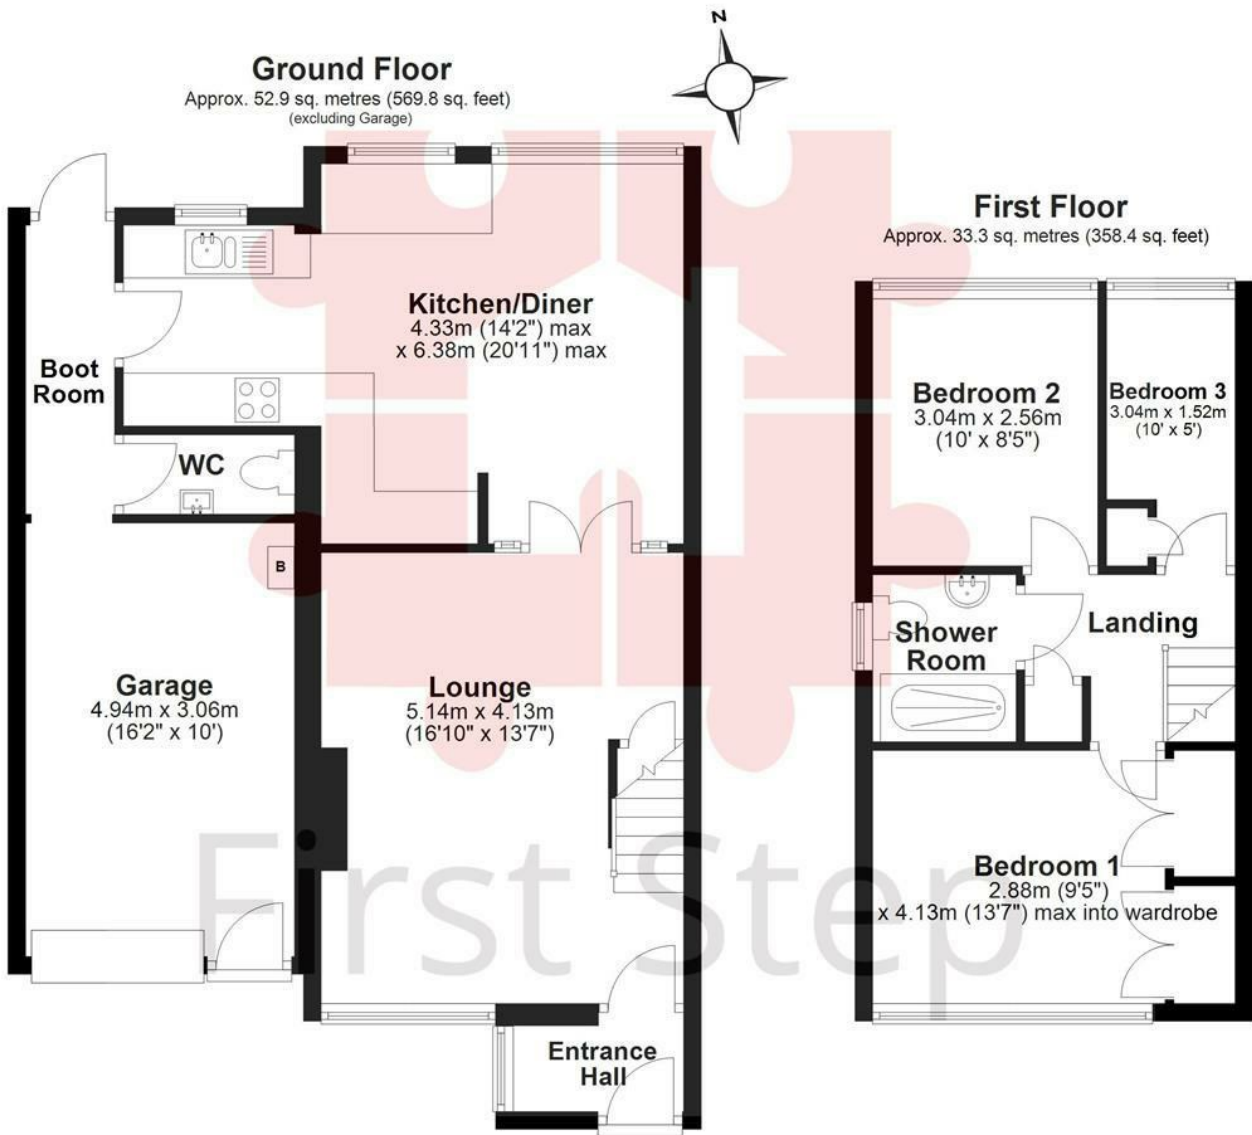 N
Ground Floor
Approx. 52.9 sq. metres (569.8 sq. feet)
(excluding Garage)
First Floor
Approx. 33.3 sq. metres (358.4 sq. feet)
Kitchen/Diner
4.33m (14'2") max
x 6.38m (20'11") max
Boot
Room
WC
B
Garage
4.94m x 3.06m
(16'2" x 10')
Lounge
5.14m x 4.13m
(16'10" x 13'7")
Entrance
Hall
Bedroom 2
3.04m x 2.56m
(10' x 8'5")
Bedroom 3
3.04m x 1.52m
(10' x 5')
Shower
Room
Landing
Bedroom 1
2.88m (9'5")
x 4.13m (13'7") max into wardrobe
First Step